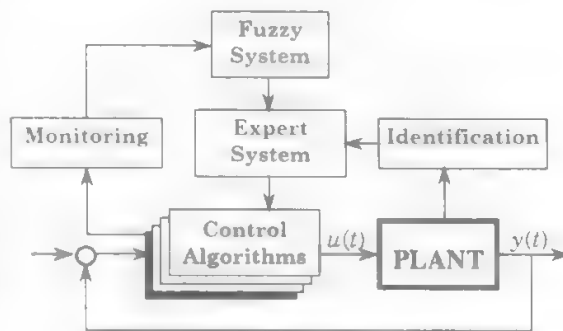 Fuzzy
System
Monitoring
Expert
System
Identification
Control
Algorithms
u(t)
PLANT
y(t)